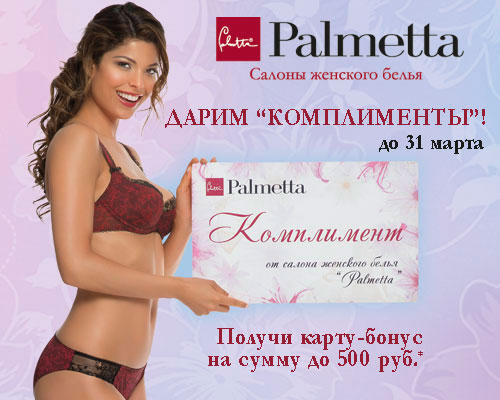 Palmetta
Салоны женского белья
ДАРИМ “КОМПЛИМЕНТЫ”!
до 31 марта
Palmetta
Комплимент
от салона женского белья
“Palmetta”
Получи карту-бонус
на сумму до 500 руб.*